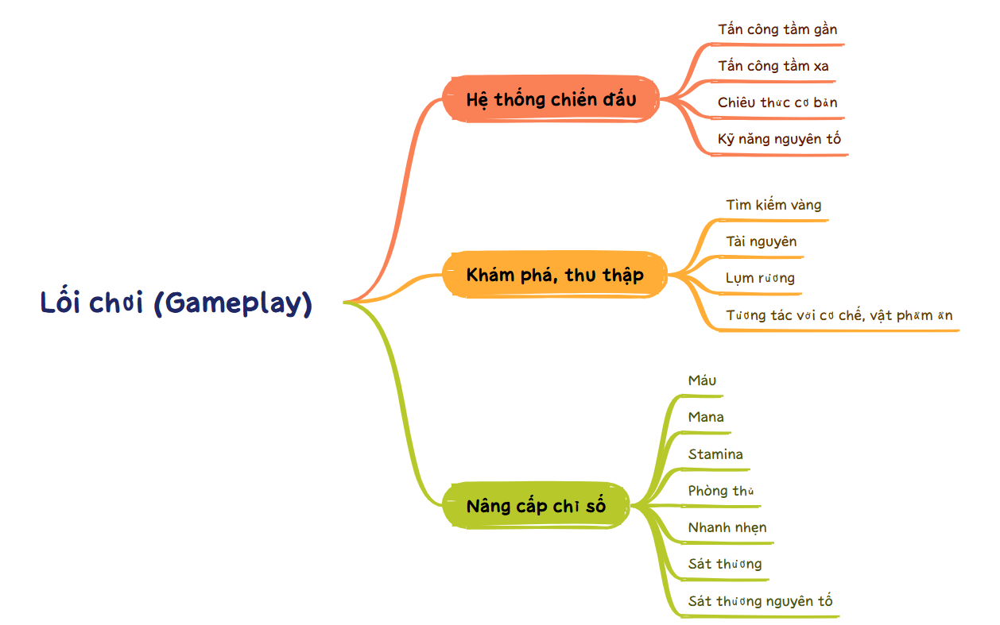 Lối chơi (Gameplay)
Hệ thống chiến đấu
Tấn công tầm gần
Tấn công tầm xa
Chiêu thức cơ bản
Kỹ năng nguyên tố
Khám phá, thu thập
Tìm kiếm vàng
Tài nguyên
Lụm rương
Tương tác với cơ chế, vật phẩm ẩn
Nâng cấp chỉ số
Máu
Mana
Stamina
Phòng thủ
Nhanh nhẹn
Sát thương
Sát thương nguyên tố